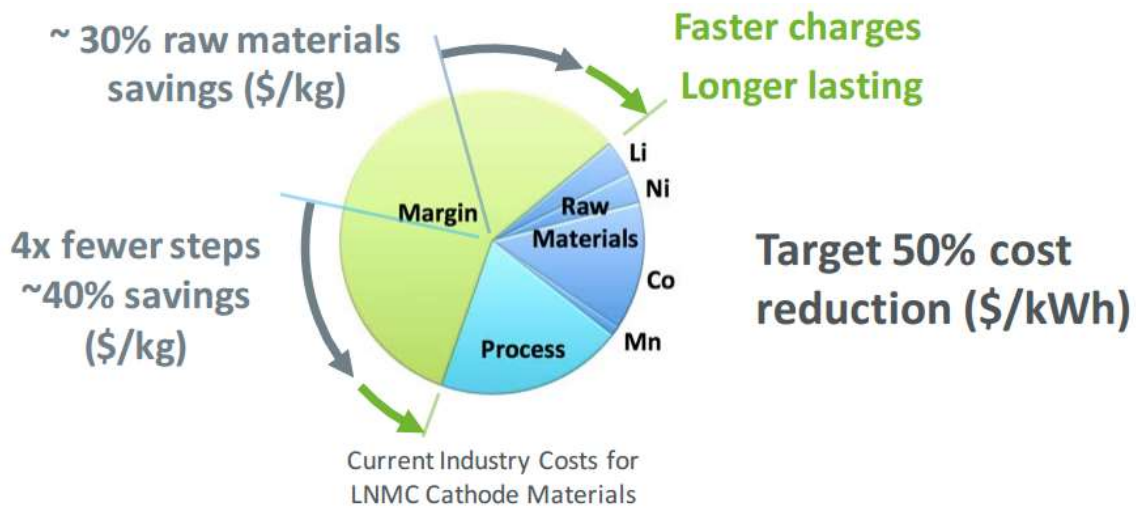 ~ 30% raw materials
savings ($/kg)
Faster charges
Longer lasting
Li
Ni
Margin
Raw
Materials
4x fewer steps
~40% savings
($/kg)
Target 50% cost
reduction ($/kWh)
Co
Mn
Process
Current Industry Costs for
LNMC Cathode Materials